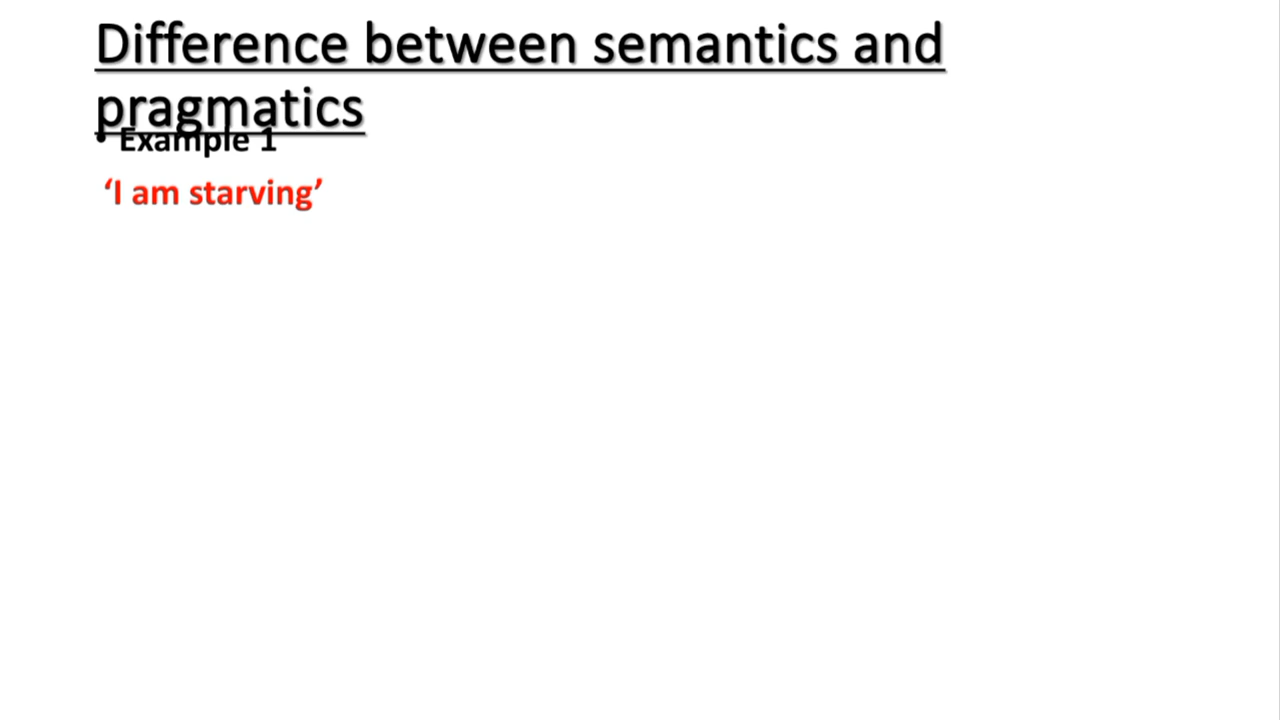 Difference between semantics and
pragmatics
• Example 1
‘I am starving’